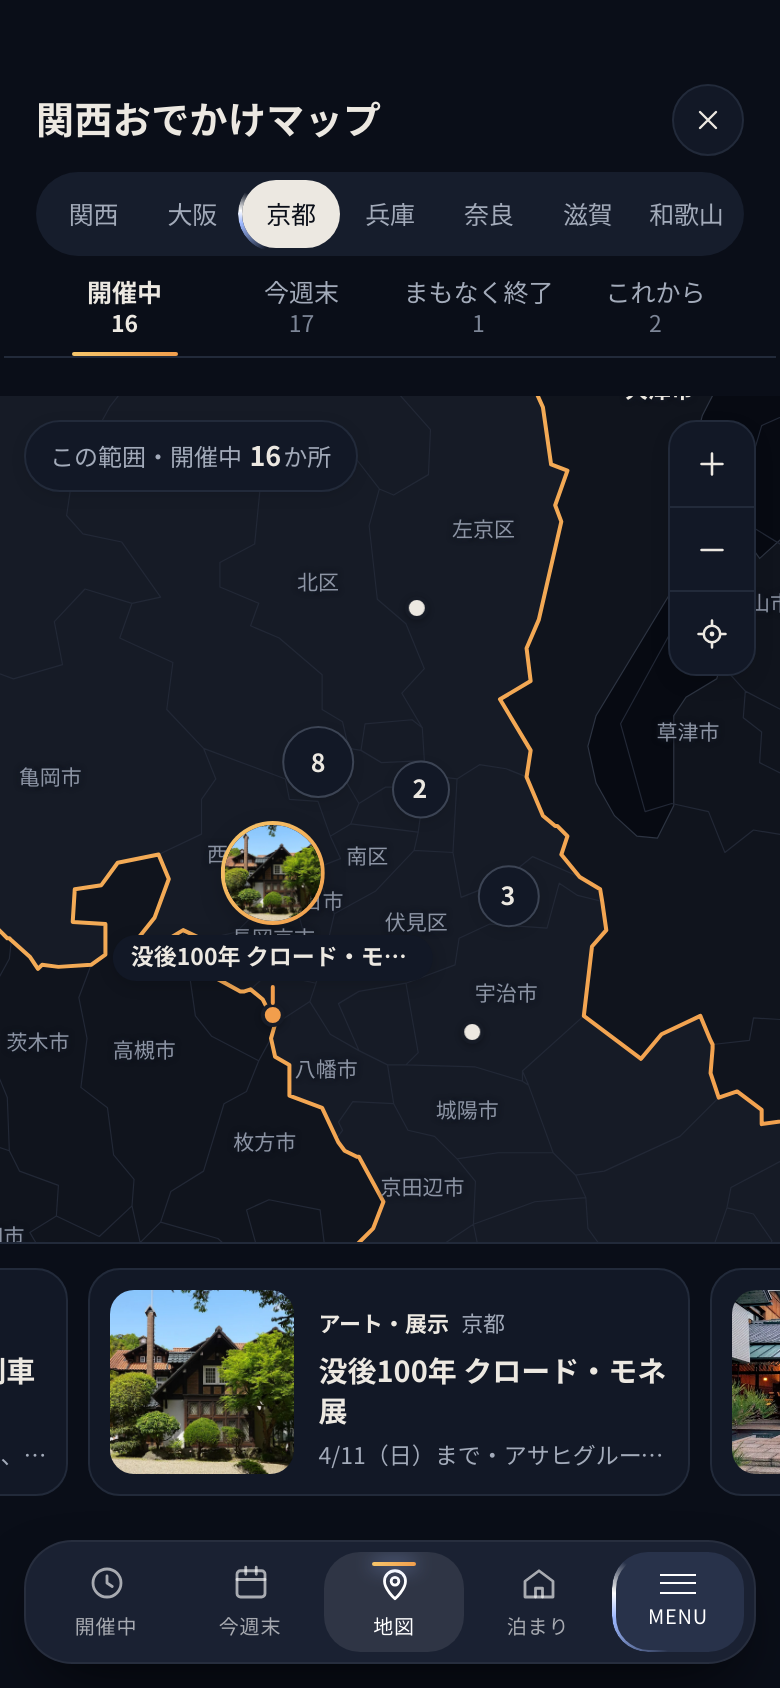 関西おでかけマップ
関西 大阪 京都 兵庫 奈良 滋賀 和歌山
開催中 今週末 まもなく終了 これから
16 17 1 2
この範囲・開催中 16か所
左京区
北区
草津市
8
2
亀岡市
西
南区
市
3
伏見区
没後100年 クロード・モ…
宇治市
茨木市
高槻市
八幡市
城陽市
枚方市
京田辺市
市
アート・展示 京都
没後100年 クロード・モネ
展
4/11（日）まで・アサヒグルー…
車
、…
開催中 今週末 地図 泊まり MENU